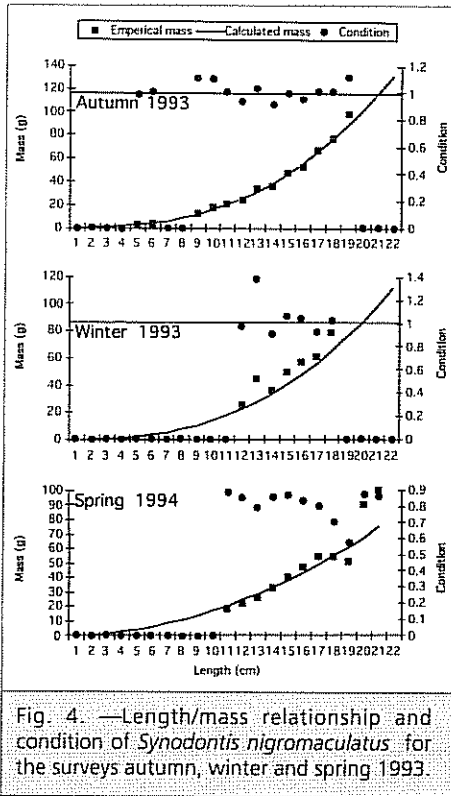 Emperical mass Calculated mass Condition
140 1.2
120 1
100 0.8
80 0.6
60 0.4
40 0.2
20
0 0
Mass (g)
Condition
Autumn 1993
1 2 3 4 5 6 7 8 9 10 11 12 13 14 15 16 17 18 19 20 21 22
120 1.4
100 1.2
80 1
60 0.8
40 0.6
20 0.4
0 0.2
0
Mass (g)
Condition
Winter 1993
1 2 3 4 5 6 7 8 9 10 11 12 13 14 15 16 17 18 19 20 21 22
100 0.9
90 0.8
80 0.7
70 0.6
60 0.5
50 0.4
40 0.3
30 0.2
20 0.1
10 0
0
Mass (g)
Condition
Spring 1994
1 2 3 4 5 6 7 8 9 10 11 12 13 14 15 16 17 18 19 20 21 22
Length (cm)
Fig. 4. —Length/mass relationship and
condition of Synodontis nigromaculatus for
the surveys autumn, winter and spring 1993.